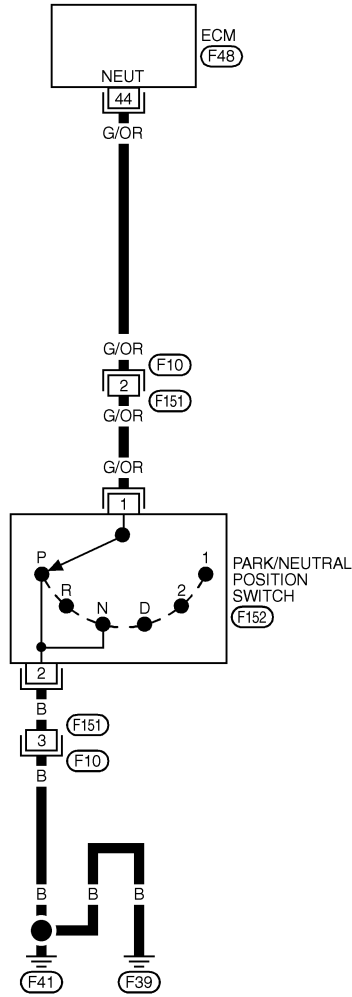 ECM
F48
NEUT
44
G/OR
G/OR
F10
2
F151
G/OR
G/OR
1
P
R
N
D
2
1
PARK/NEUTRAL
POSITION
SWITCH
F152
2
B
F151
3
F10
B
B B B
F41 F39